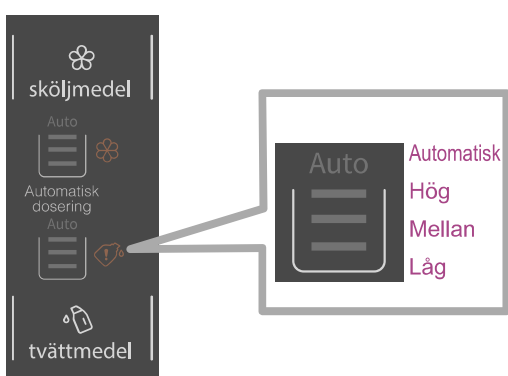 sköljmedel
Auto
Automatisk
dosering
Auto
tvättmedel
Auto
Automatisk
Hög
Mellan
Låg